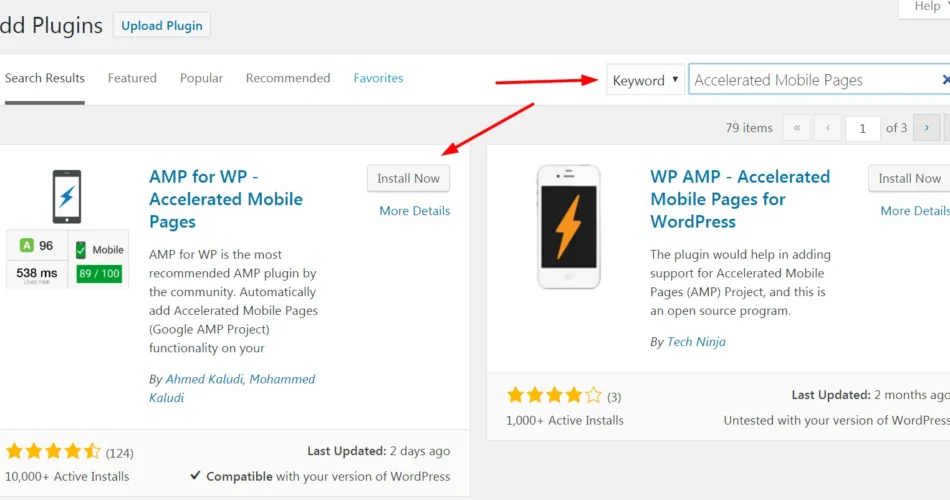 Help
dd Plugins
Upload Plugin
Search Results Featured Popular Recommended Favorites
Keyword Accelerated Mobile Pages
79 items « ‹ 1 of 3 ›
AMP for WP -
Accelerated Mobile
Pages
Install Now
More Details
A 96
Mobile
538 ms
LOAD TIME
89 / 100
AMP for WP is the most
recommended AMP plugin by
the community. Automatically
add Accelerated Mobile Pages
(Google AMP Project)
functionality on your
By Ahmed Kaludi, Mohammed
Kaludi
(124)
Last Updated: 2 days ago
10,000+ Active Installs
Compatible with your version of WordPress
WP AMP - Accelerated
Mobile Pages for
WordPress
Install Now
More Details
The plugin would help in adding
support for Accelerated Mobile
Pages (AMP) Project, and this is
an open source program.
By Tech Ninja
(3)
Last Updated: 2 months ago
1,000+ Active Installs
Untested with your version of WordPress